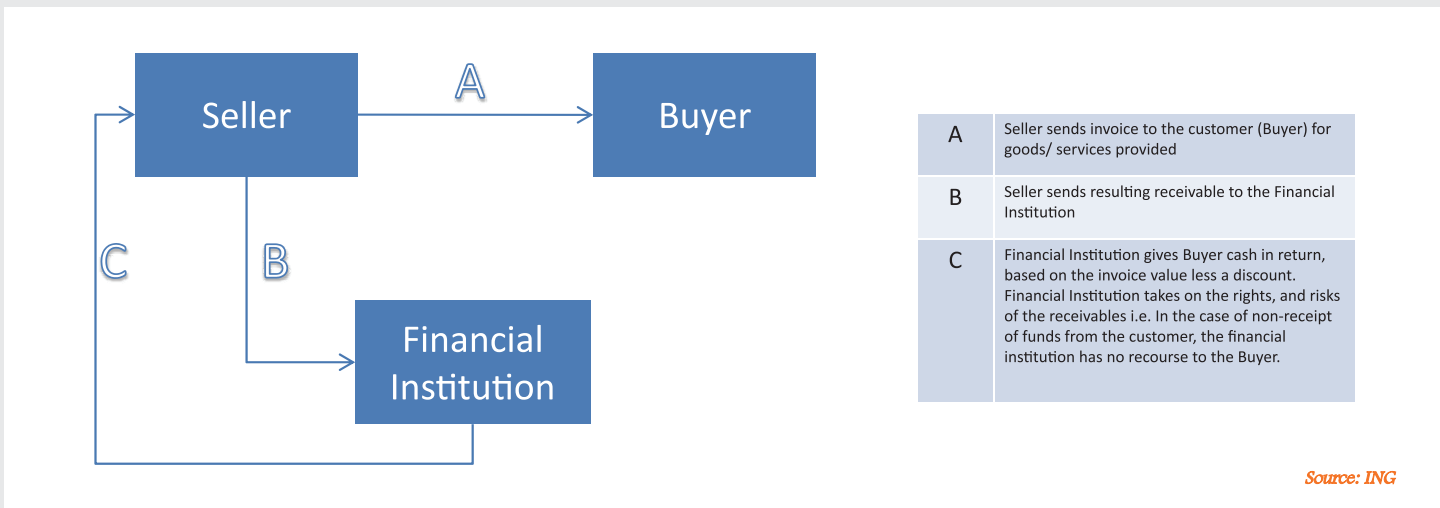 Seller
A
Buyer
C
B
Financial
Institution
A
Seller sends invoice to the customer (Buyer) for
goods/ services provided
B
Seller sends resulting receivable to the Financial
Institution
C
Financial Institution gives Buyer cash in return,
based on the invoice value less a discount.
Financial Institution takes on the rights, and risks
of the receivables i.e. In the case of non-receipt
of funds from the customer, the financial
institution has no recourse to the Buyer.
Source: ING